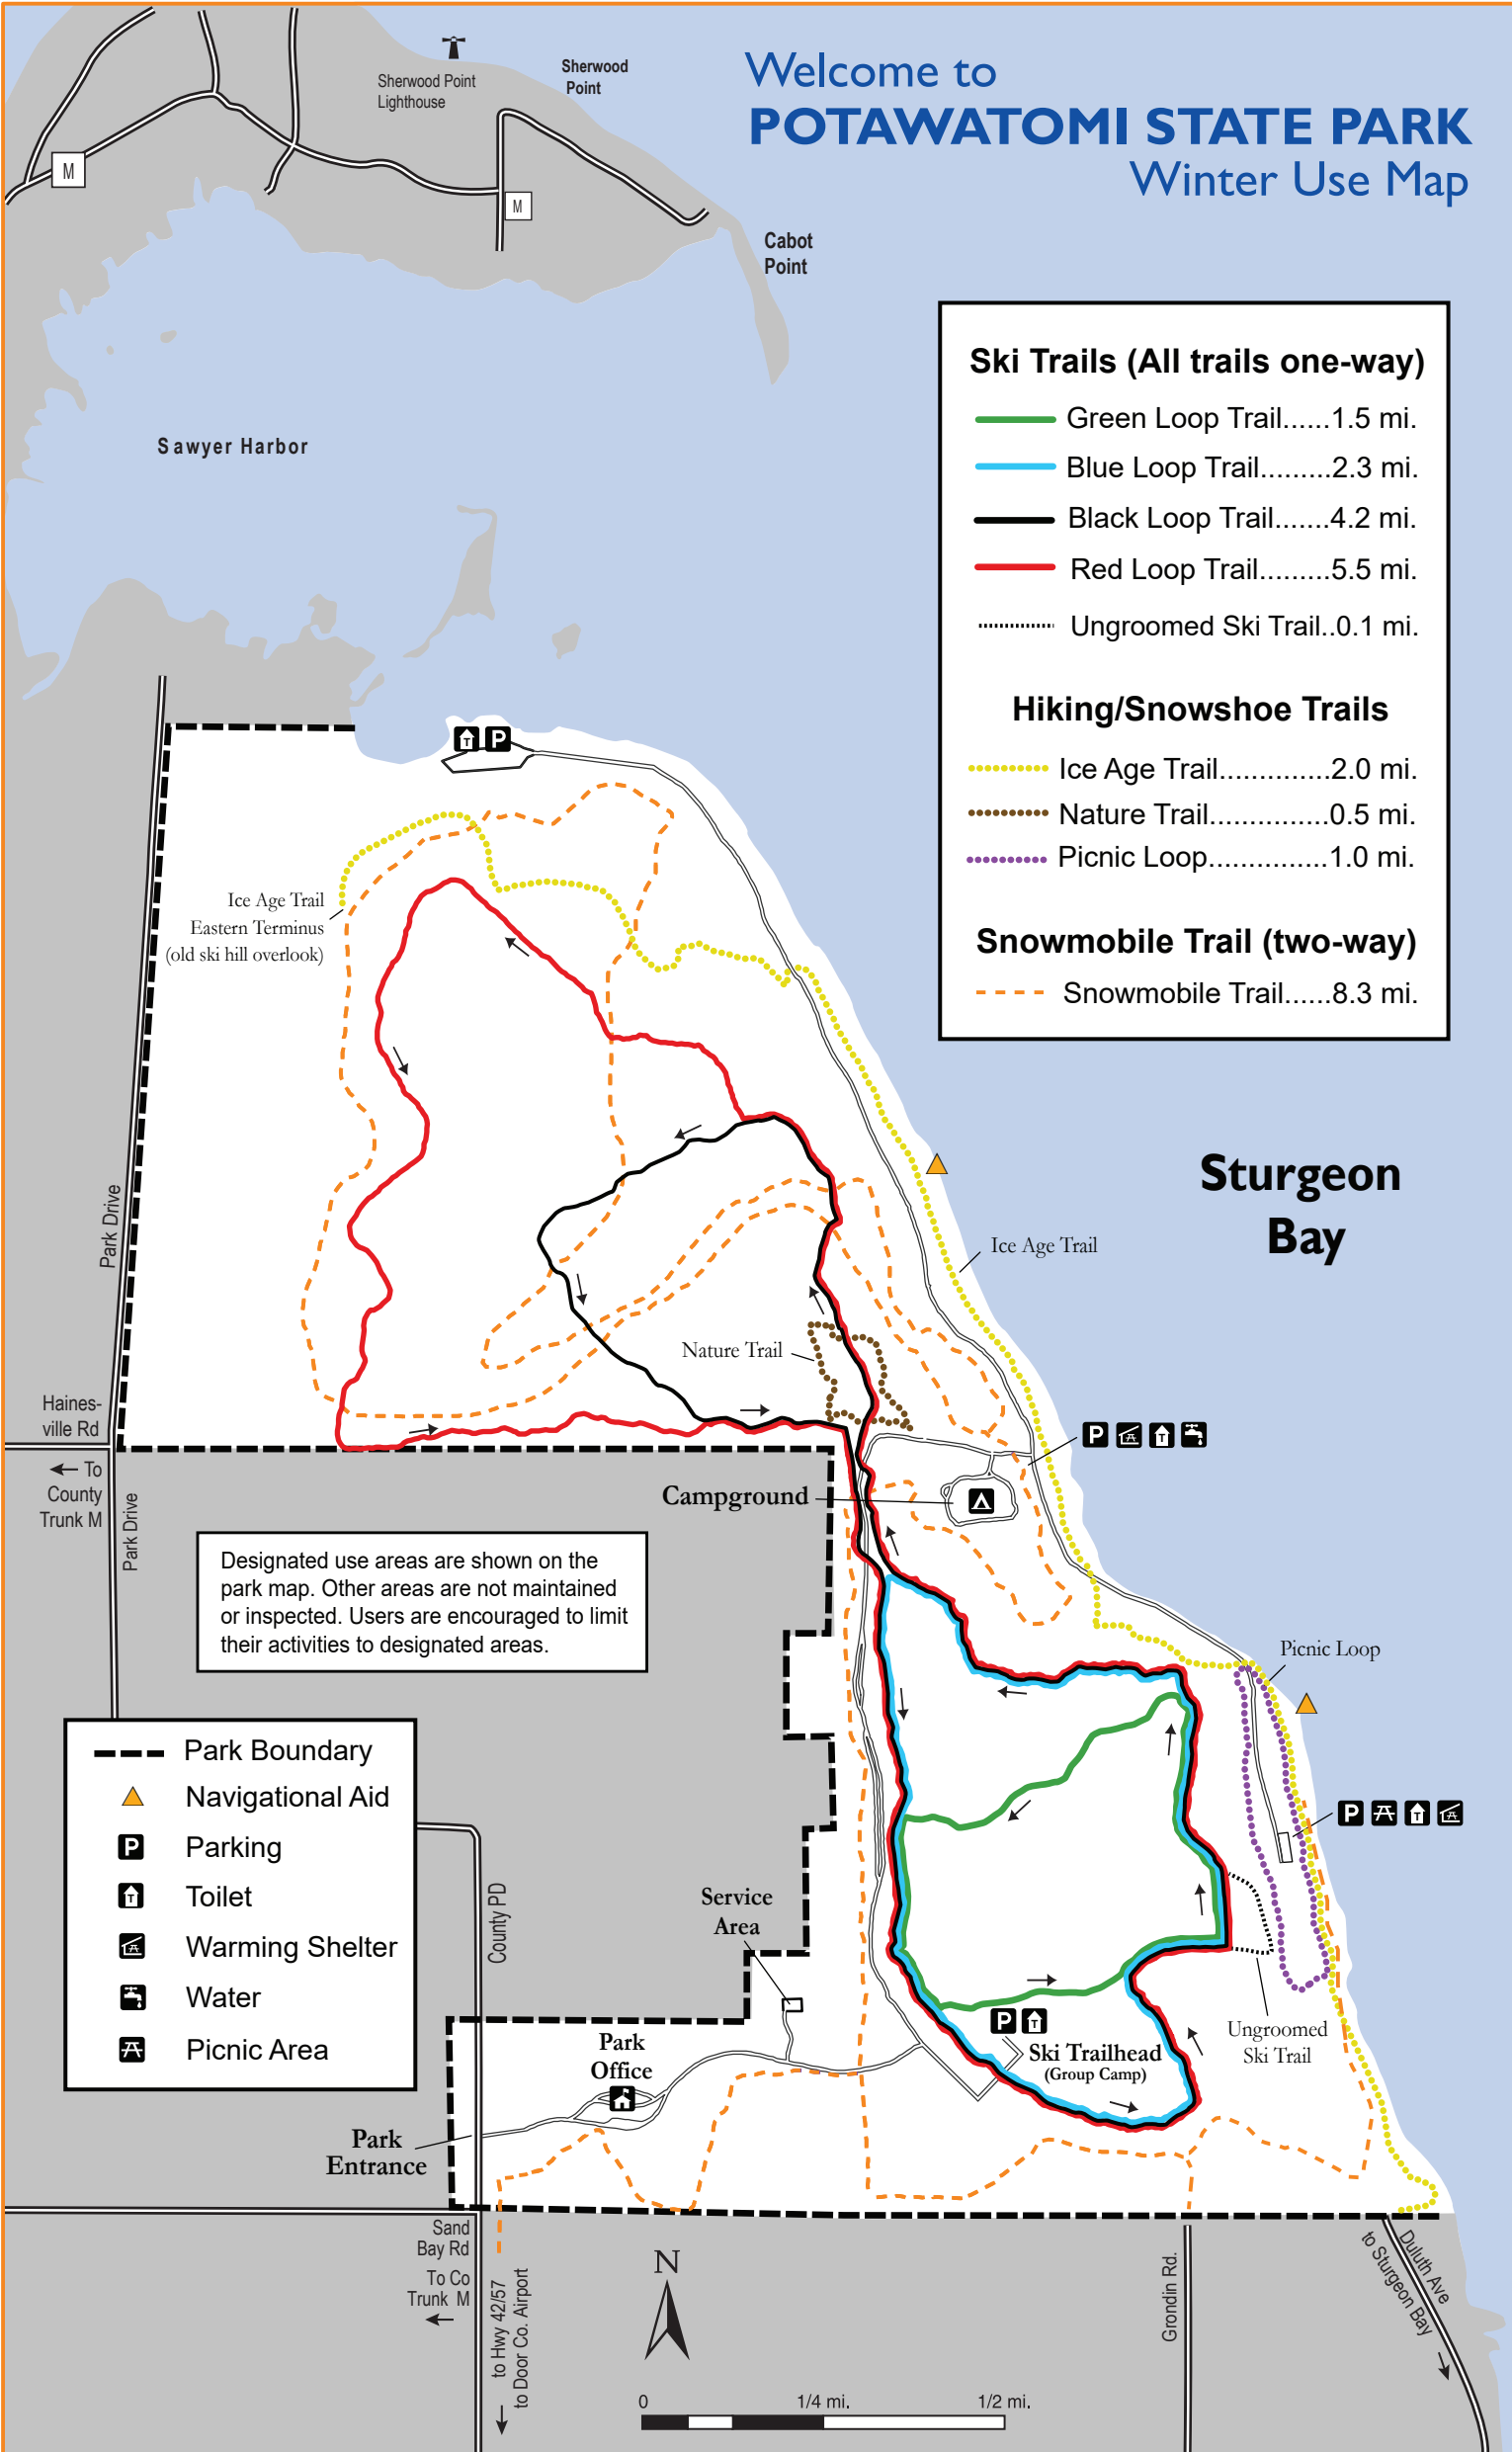 Welcome to
POTAWATOMI STATE PARK
Winter Use Map
Sherwood Point
Lighthouse
Sherwood
Point
M
M
Cabot
Point
Sawyer Harbor
Ski Trails (All trails one-way)
Green Loop Trail......1.5 mi.
Blue Loop Trail.........2.3 mi.
Black Loop Trail.......4.2 mi.
Red Loop Trail.........5.5 mi.
Ungroomed Ski Trail..0.1 mi.
Hiking/Snowshoe Trails
Ice Age Trail..............2.0 mi.
Nature Trail...............0.5 mi.
Picnic Loop...............1.0 mi.
Snowmobile Trail (two-way)
Snowmobile Trail......8.3 mi.
T P
Ice Age Trail
Eastern Terminus
(old ski hill overlook)
Park Drive
Sturgeon
Bay
Ice Age Trail
Nature Trail
Haines-
ville Rd
To
County
Trunk M
Park Drive
P T
Campground
Designated use areas are shown on the
park map. Other areas are not maintained
or inspected. Users are encouraged to limit
their activities to designated areas.
Picnic Loop
Park Boundary
Navigational Aid
P Parking
T Toilet
Warming Shelter
Water
Picnic Area
P T
County PD
Service
Area
P T
Ski Trailhead
(Group Camp)
Ungroomed
Ski Trail
Park
Office
Park
Entrance
Sand
Bay Rd
To Co
Trunk M
to Hwy 42/57
to Door Co. Airport
N
0 1/4 mi. 1/2 mi.
Grondin Rd.
Duluth Ave
to Sturgeon Bay